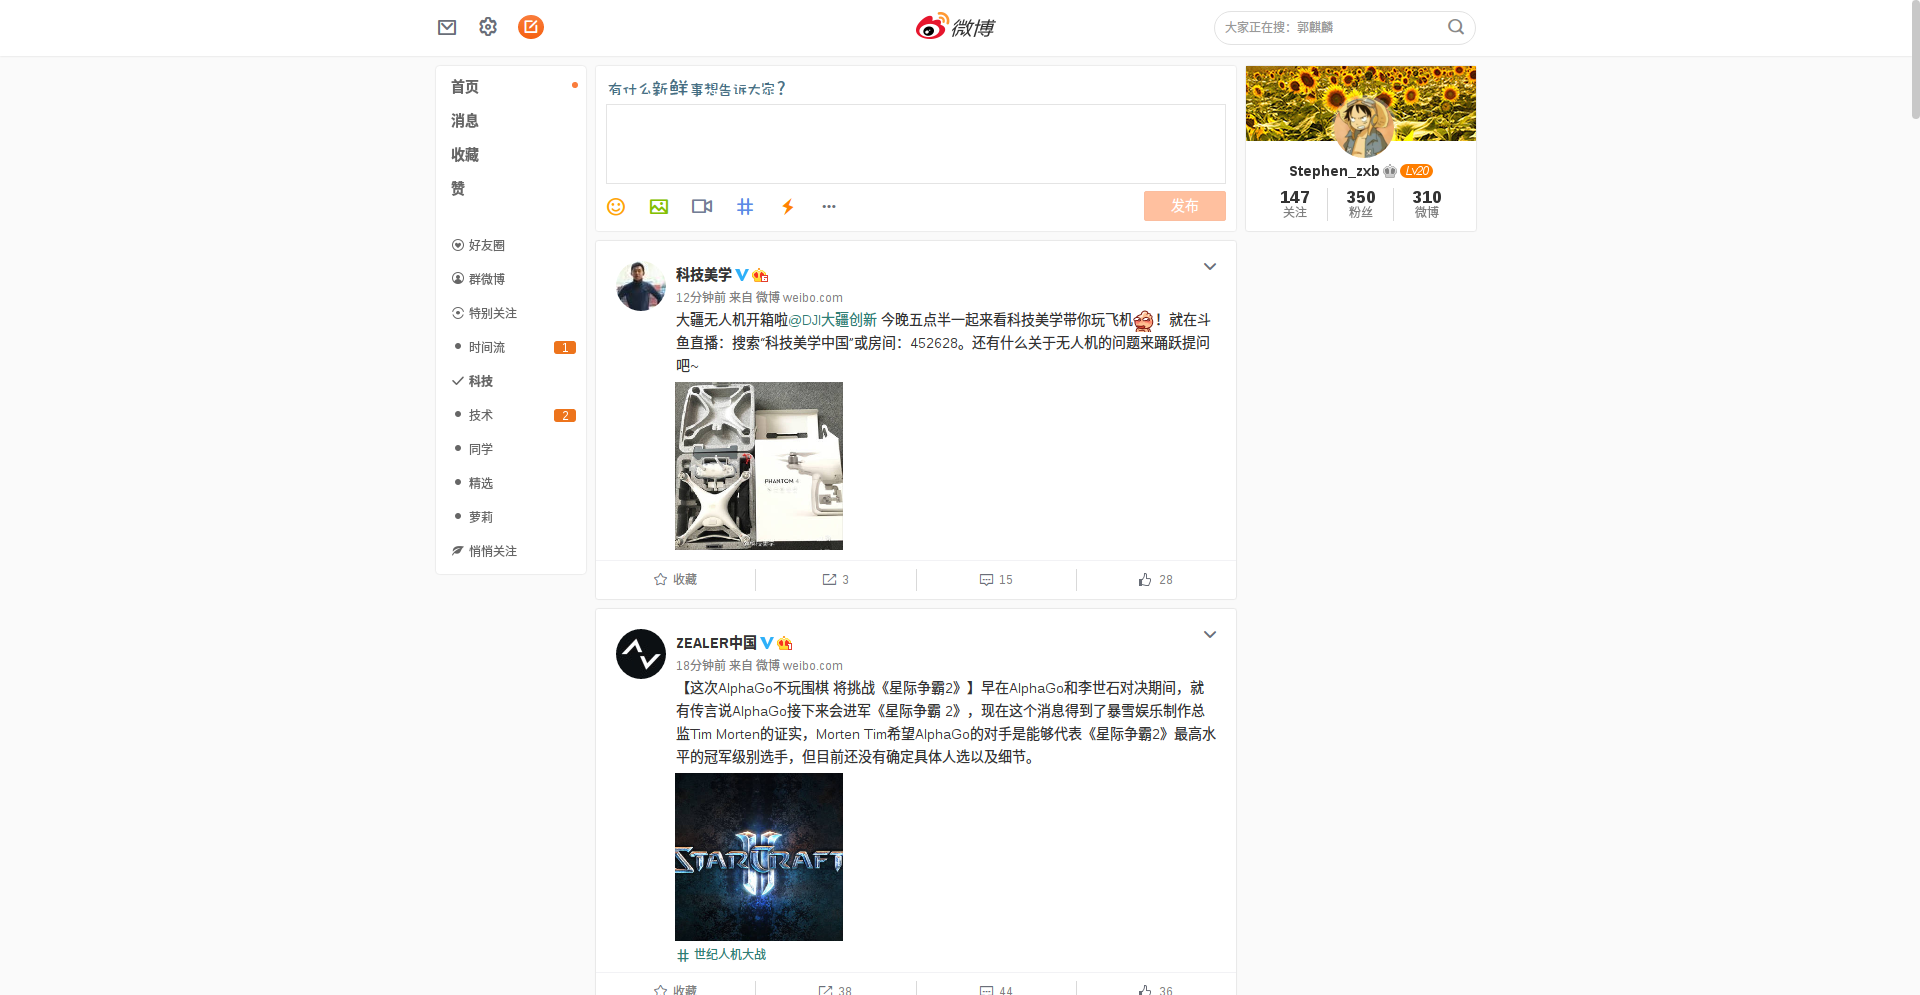 微博
大家正在搜：郭麒麟
首页
消息
收藏
赞
好友圈
群微博
特别关注
时间流 1
科技
技术 2
同学
精选
萝莉
悄悄关注
有什么新鲜事想告诉大家？
发布
Stephen_zxb Lv20
147 350 310
关注 粉丝 微博
科技美学
12分钟前 来自 微博 weibo.com
大疆无人机开箱啦@DJI大疆创新 今晚五点半一起来看科技美学带你玩飞机！就在斗
鱼直播：搜索“科技美学中国”或房间：452628。还有什么关于无人机的问题来踊跃提问
吧~
PHANTOM 4
收藏 3 15 28
ZEALER中国
18分钟前 来自 微博 weibo.com
【这次AlphaGo不玩围棋 将挑战《星际争霸2》】早在AlphaGo和李世石对决期间，就
有传言说AlphaGo接下来会进军《星际争霸 2》，现在这个消息得到了暴雪娱乐制作总
监Tim Morten的证实，Morten Tim希望AlphaGo的对手是能够代表《星际争霸2》最高水
平的冠军级别选手，但目前还没有确定具体人选以及细节。
STARCRAFT
II
世纪人机大战
收藏 38 44 36